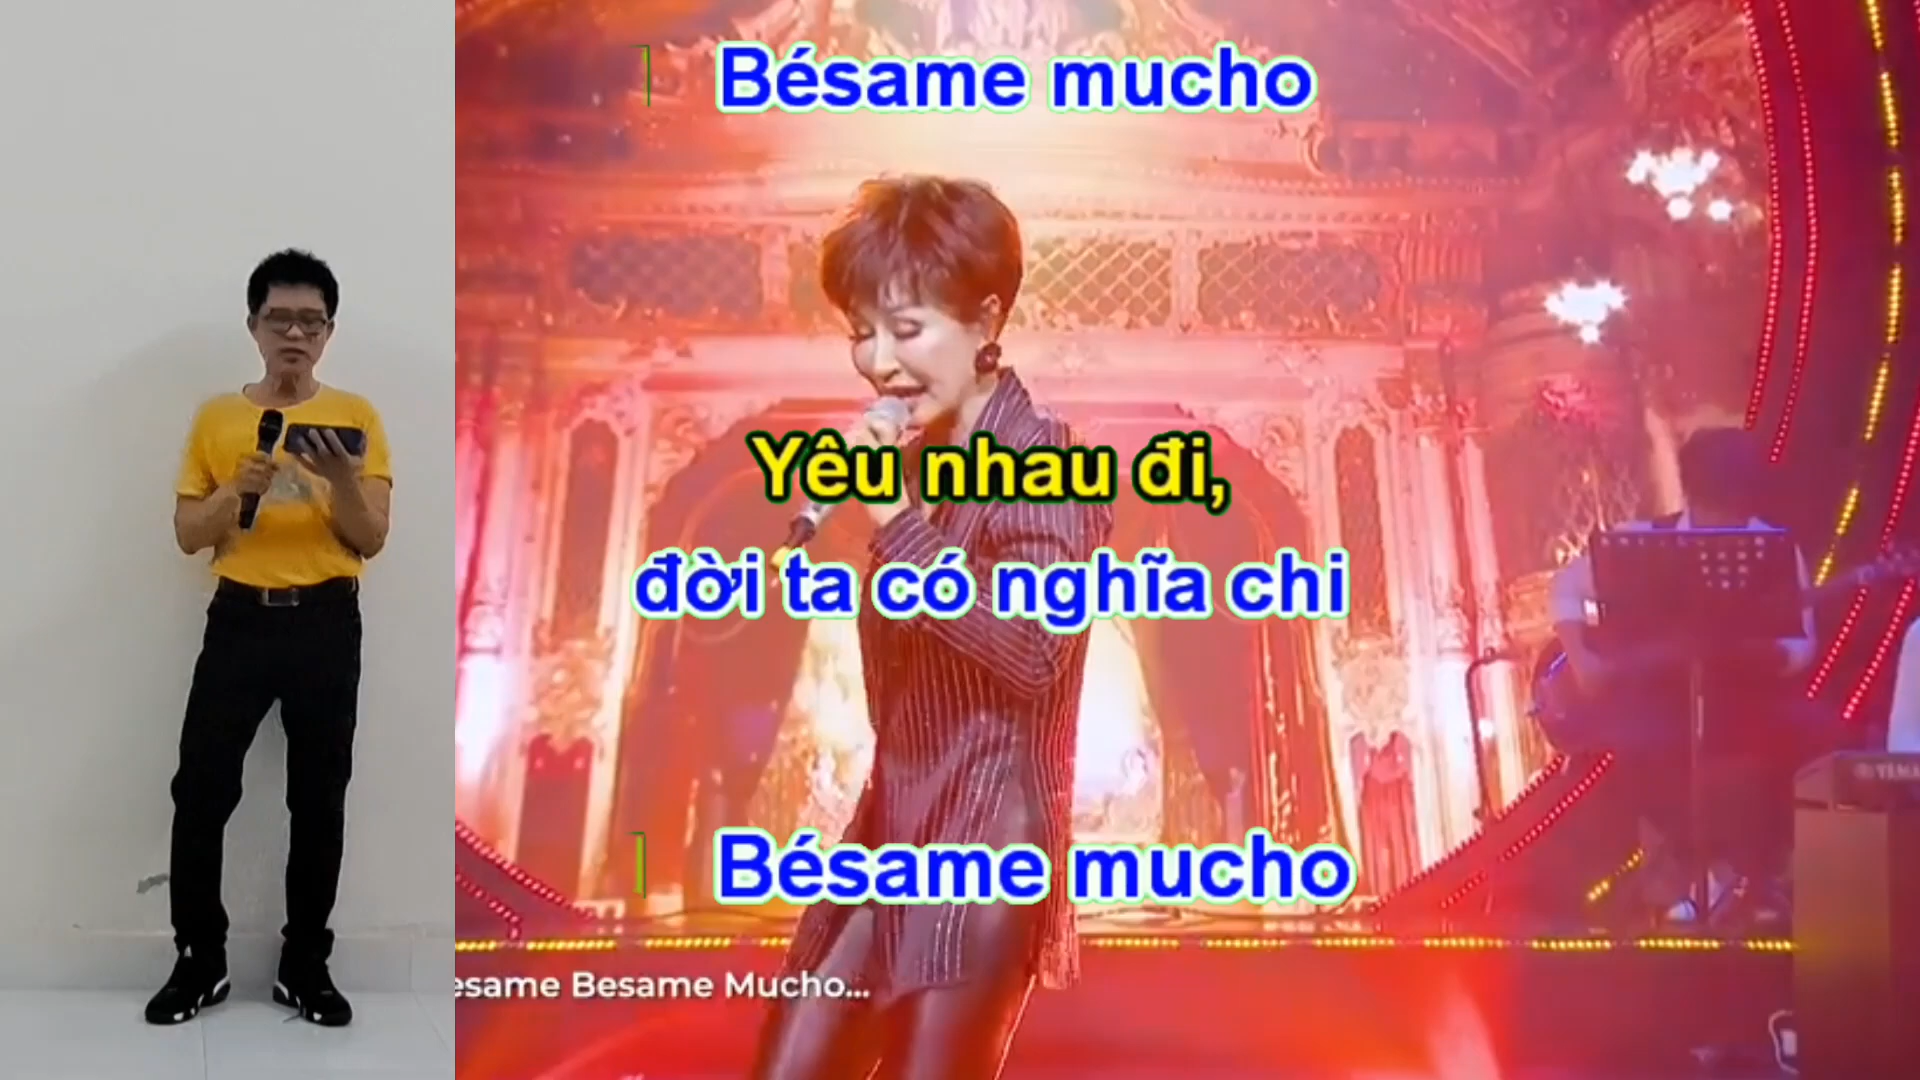 Bésame mucho
Yêu nhau đi,
đời ta có nghĩa chi
Bésame mucho
esame Besame Mucho...